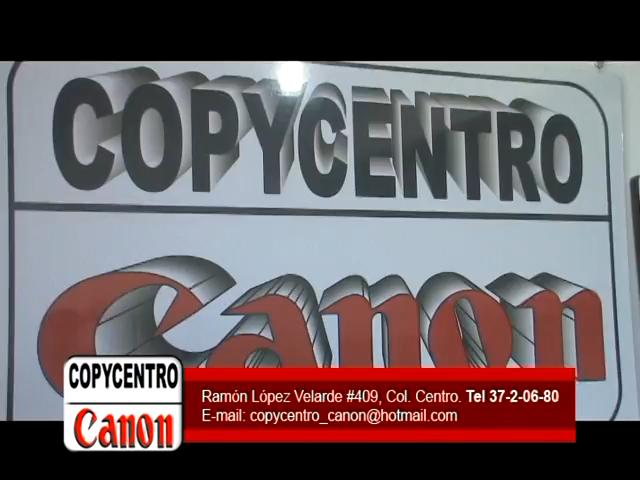 COPYCENTRO
Canon
COPYCENTRO
Canon
Ramón López Velarde #409, Col. Centro. Tel 37-2-06-80
E-mail: copycentro_canon@hotmail.com